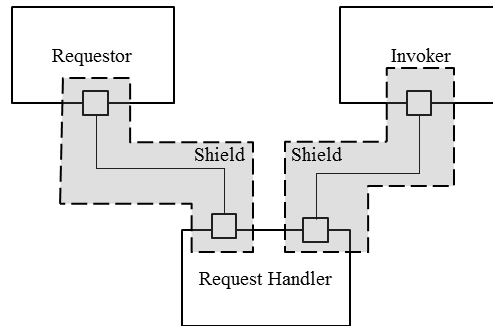 Requestor
Invoker
Shield
Shield
Request Handler